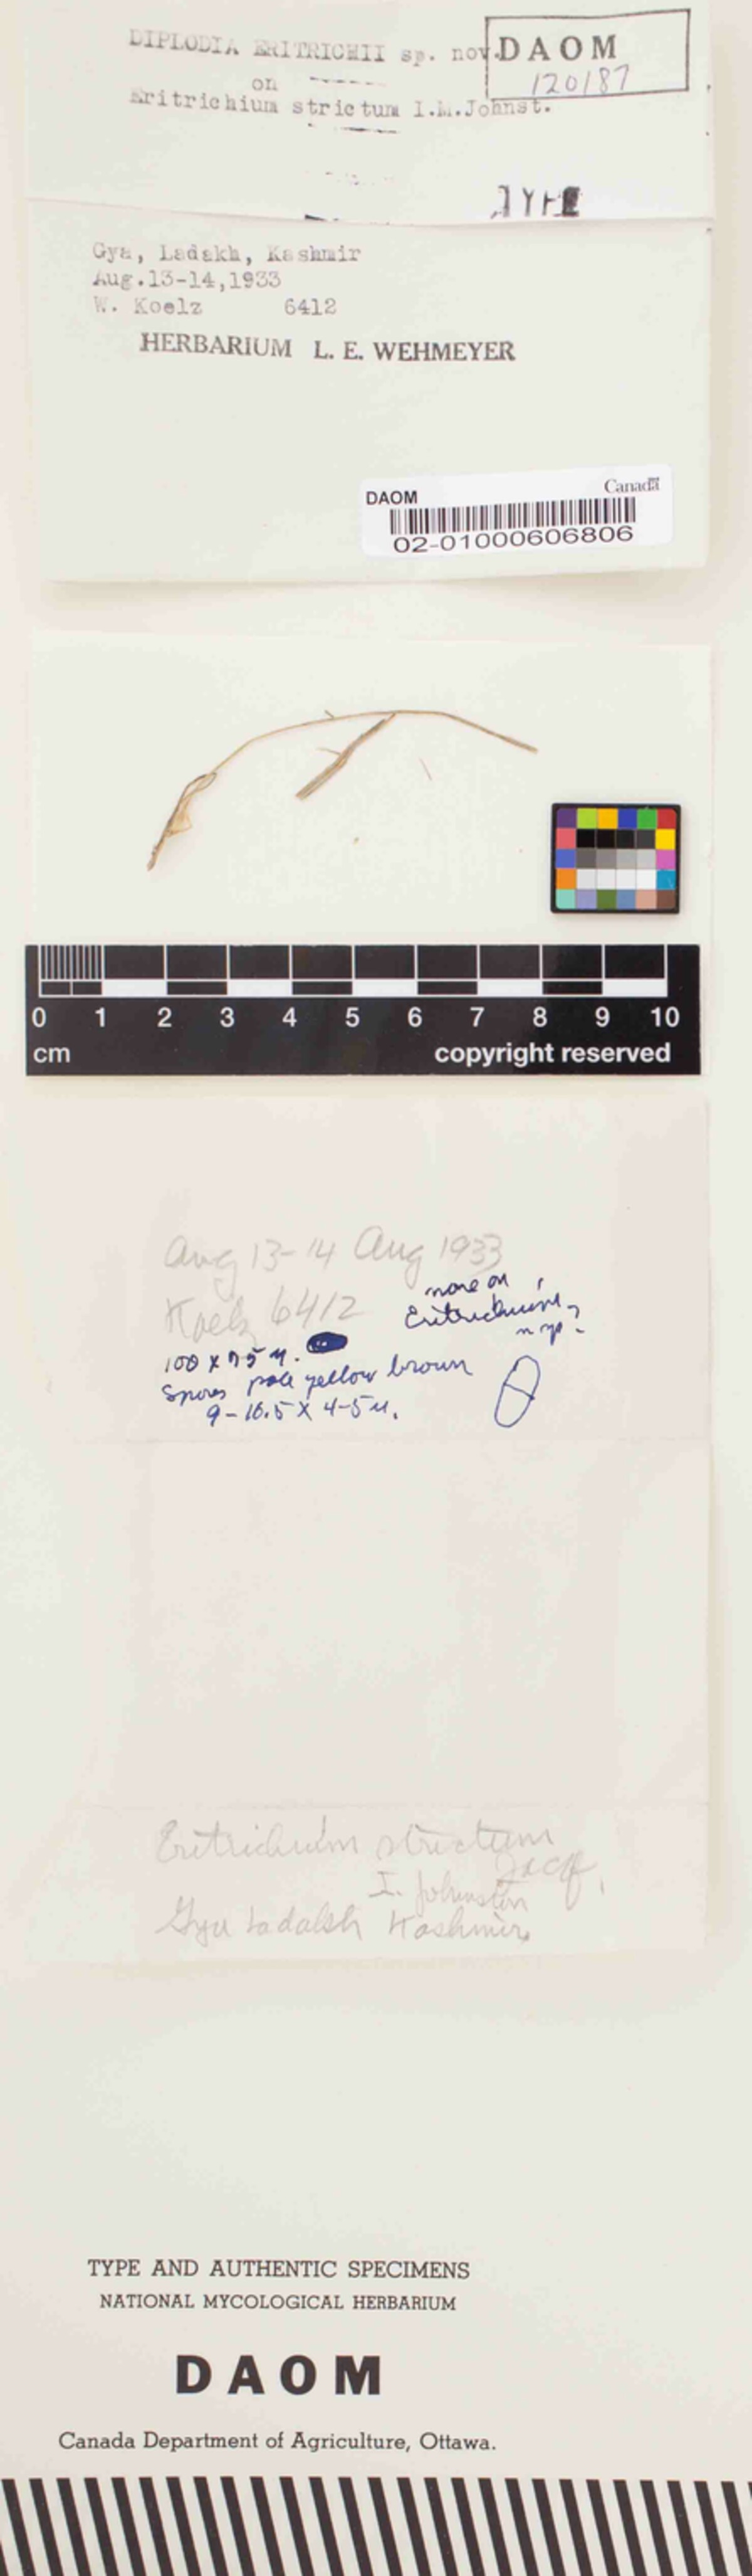 DIPLODIA ERITRICHII sp. nov.
DAOM
120187
on
Eritrichium strictum I.M.Johnst.
TYPE
Gya, Ladakh, Kashmir
Aug.13-14,1933
W. Koelz 6412
HERBARIUM L. E. WEHMEYER
DAOM
Canada
02-01000606806
0 1 2 3 4 5 6 7 8 9 10
cm copyright reserved
Aug 13-14 Aug 1933
Koelz 6412
none on
Eritrichium
100 x 75 µ.
Spores pale yellow brown
9-10.5 X 4-5 µ.
Eritrichium strictum
Jacq.
I. Johnston
Gya Ladakh Kashmir
TYPE AND AUTHENTIC SPECIMENS
NATIONAL MYCOLOGICAL HERBARIUM
DAOM
Canada Department of Agriculture, Ottawa.